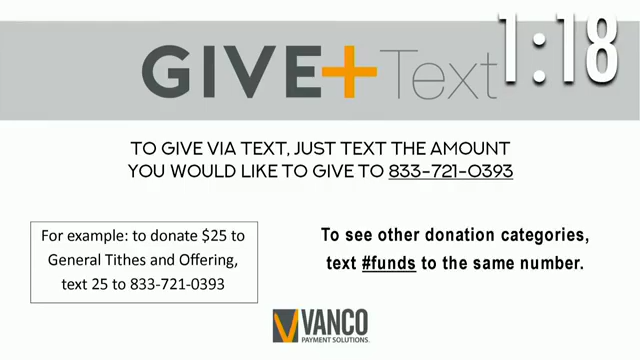 GIVE+Text
1:18
TO GIVE VIA TEXT, JUST TEXT THE AMOUNT
YOU WOULD LIKE TO GIVE TO 833-721-0393
For example: to donate $25 to
General Tithes and Offering,
text 25 to 833-721-0393
To see other donation categories,
text #funds to the same number.
VANCO
PAYMENT SOLUTIONS.